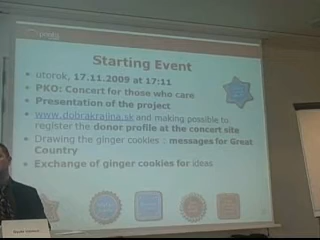 Starting Event
utorok, 17.11.2009 at 17:11
PKO: Concert for those who care
Presentation of the project
www.dobrakrajina.sk and making possible to
register the donor profile at the concert site
Drawing the ginger cookies : messages for Great
Country
Exchange of ginger cookies for ideas